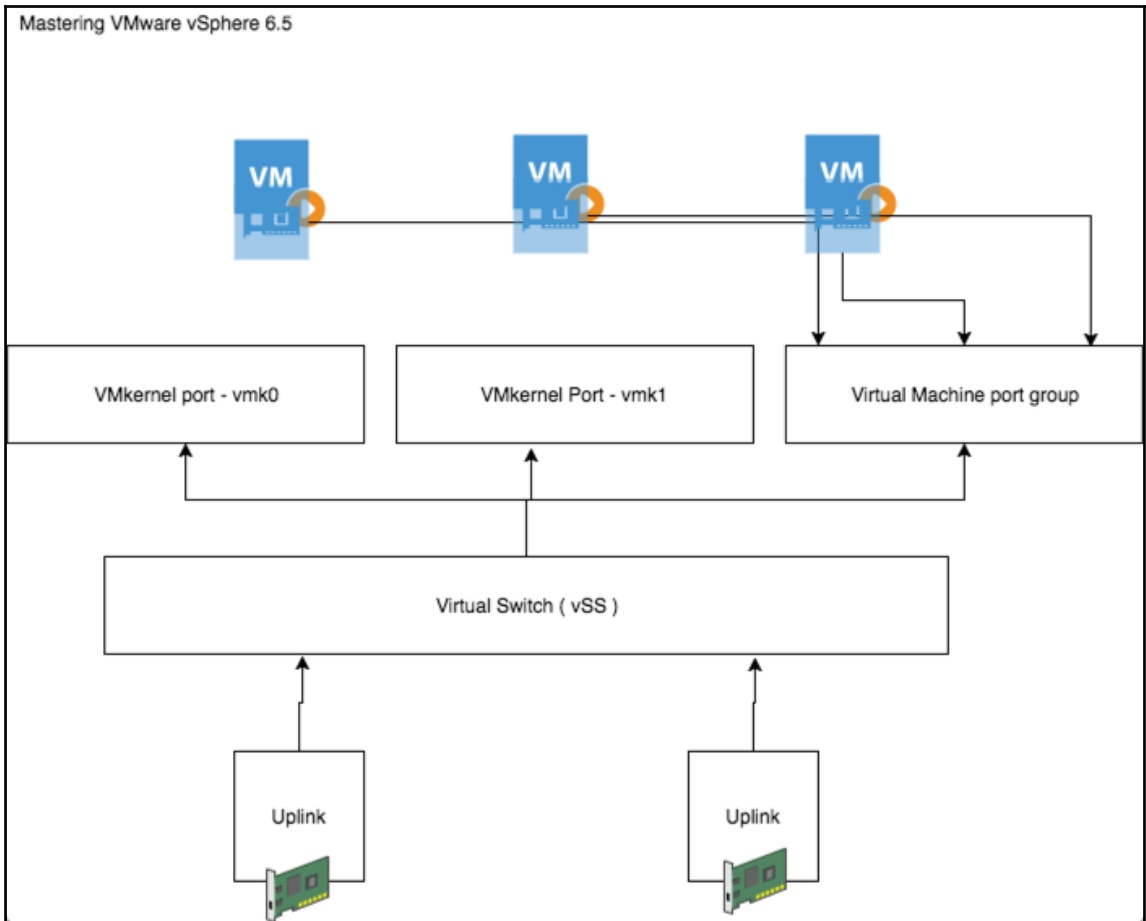 Mastering VMware vSphere 6.5
VM
VM
VM
VMkernel port - vmk0
VMkernel Port - vmk1
Virtual Machine port group
Virtual Switch ( vSS )
Uplink
Uplink